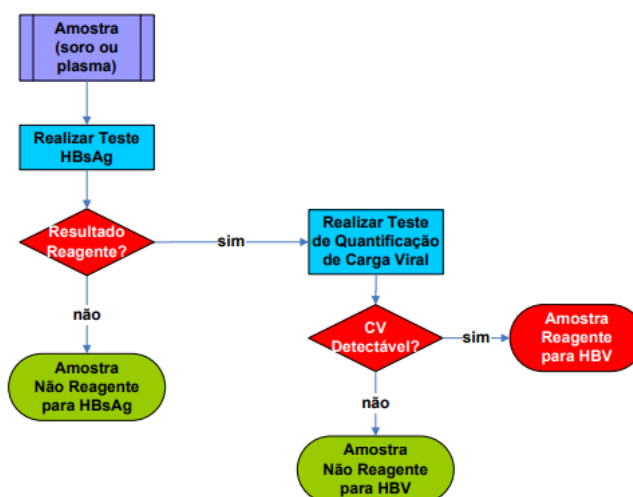 Amostra
(soro ou
plasma)
Realizar Teste
HBsAg
Resultado
Reagente?
sim
Realizar Teste
de Quantificação
de Carga Viral
não
CV
Detectável?
sim
Amostra
Reagente
para HBV
Amostra
Não Reagente
para HBsAg
não
Amostra
Não Reagente
para HBV